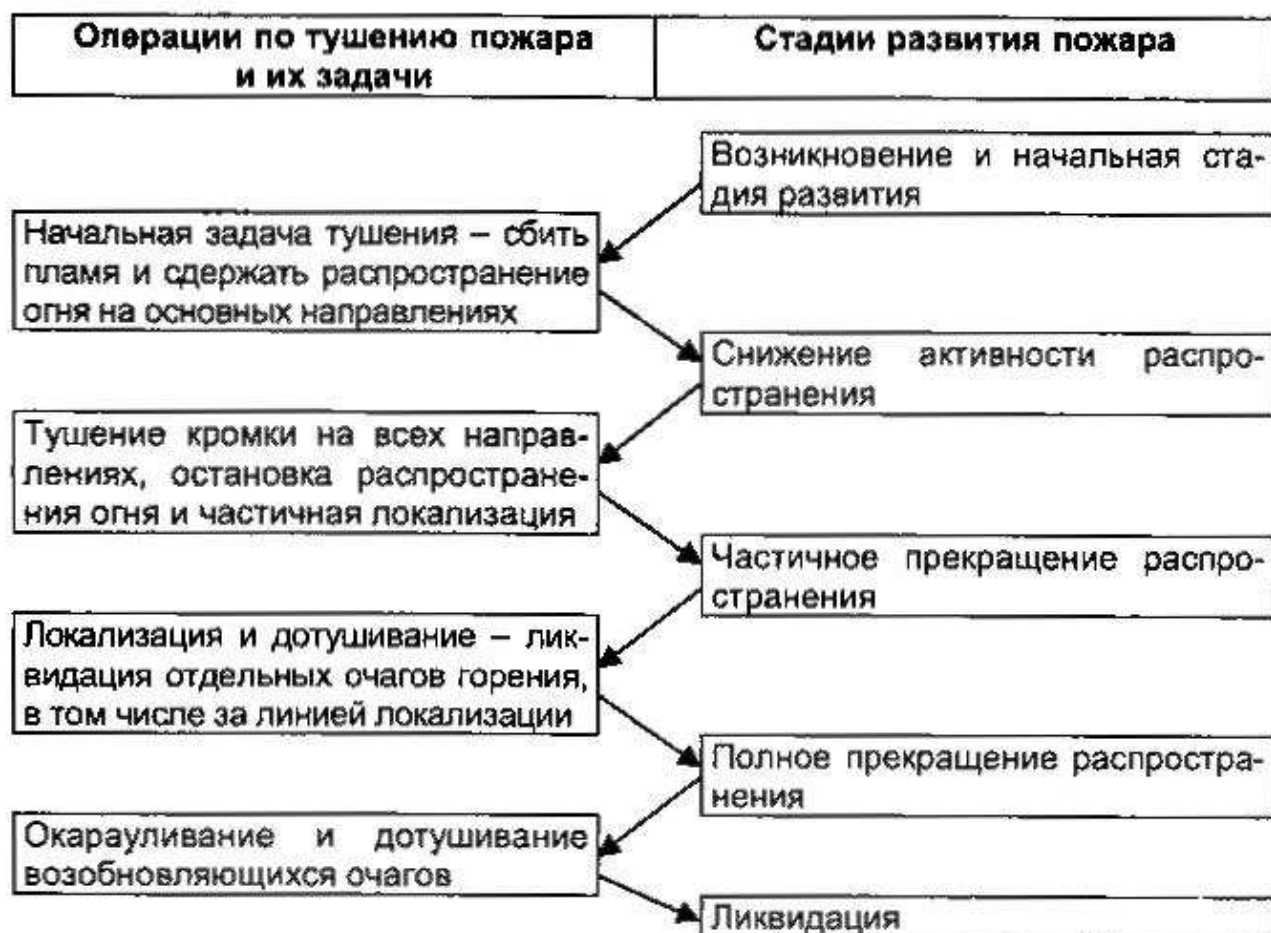 Операции по тушению пожара
и их задачи
Стадии развития пожара
Возникновение и начальная ста-
дия развития
Начальная задача тушения – сбить
пламя и сдержать распространение
огня на основных направлениях
Снижение активности распро-
странения
Тушение кромки на всех направ-
лениях, остановка распростране-
ния огня и частичная локализация
Частичное прекращение распро-
странения
Локализация и дотушивание – лик-
видация отдельных очагов горения,
в том числе за линией локализации
Полное прекращение распростра-
нения
Окарауливание и дотушивание
возобновляющихся очагов
Ликвидация